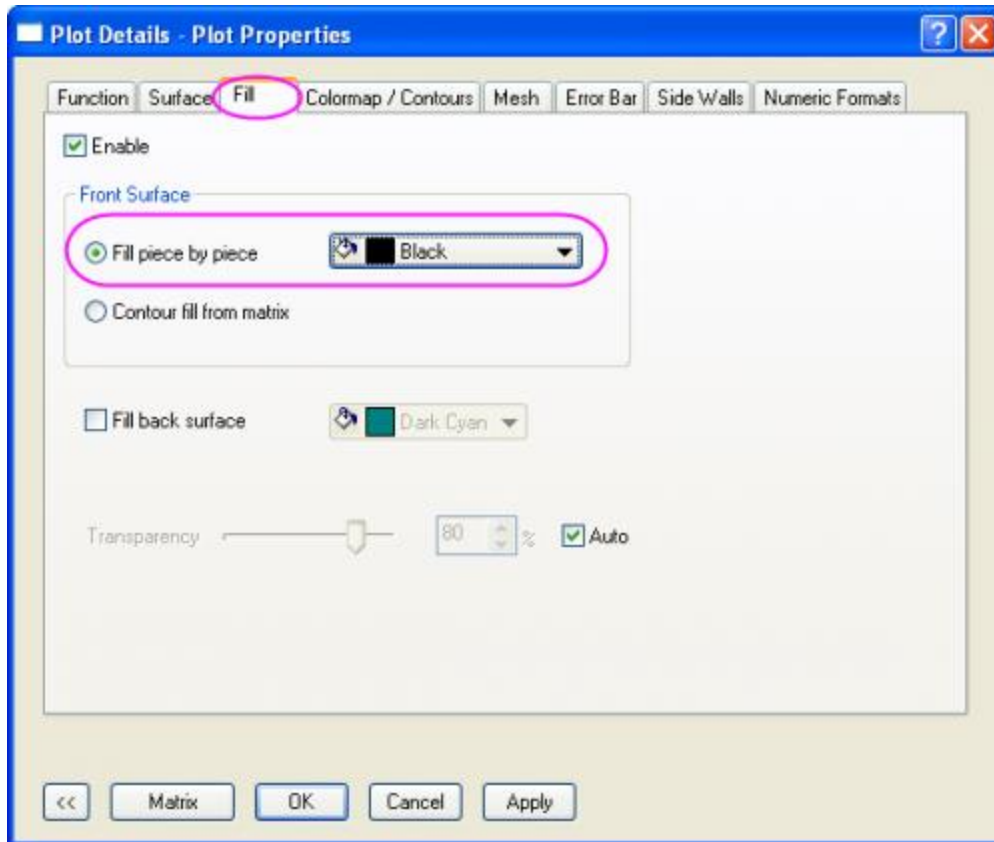 Plot Details - Plot Properties
?
Function Surface Fill Colormap / Contours Mesh Error Bar Side Walls Numeric Formats
Enable
Front Surface
Fill piece by piece Black
Contour fill from matrix
Fill back surface Dark Cyan
Transparency 80 % Auto
<< Matrix OK Cancel Apply